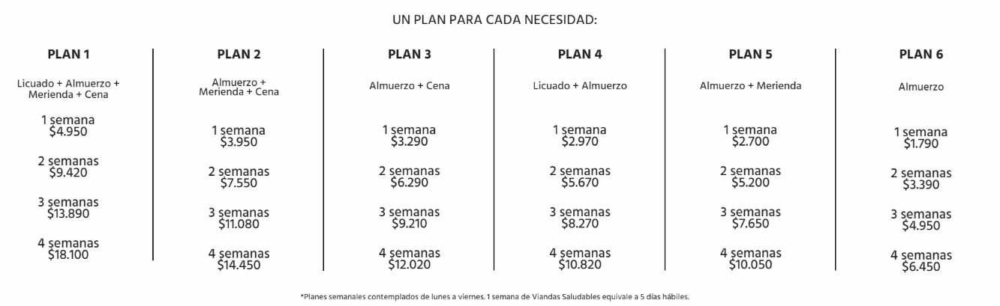 UN PLAN PARA CADA NECESIDAD:
PLAN 1
Licuado + Almuerzo +
Merienda + Cena
1 semana
$4.950
2 semanas
$9.420
3 semanas
$13.890
4 semanas
$18.100
PLAN 2
Almuerzo +
Merienda + Cena
1 semana
$3.950
2 semanas
$7.550
3 semanas
$11.080
4 semanas
$14.450
PLAN 3
Almuerzo + Cena
1 semana
$3.290
2 semanas
$6.290
3 semanas
$9.210
4 semanas
$12.020
PLAN 4
Licuado + Almuerzo
1 semana
$2.970
2 semanas
$5.670
3 semanas
$8.270
4 semanas
$10.820
PLAN 5
Almuerzo + Merienda
1 semana
$2.700
2 semanas
$5.200
3 semanas
$7.650
4 semanas
$10.050
PLAN 6
Almuerzo
1 semana
$1.790
2 semanas
$3.390
3 semanas
$4.950
4 semanas
$6.450
*Planes semanales contemplados de lunes a viernes. 1 semana de Viandas Saludables equivale a 5 días hábiles.